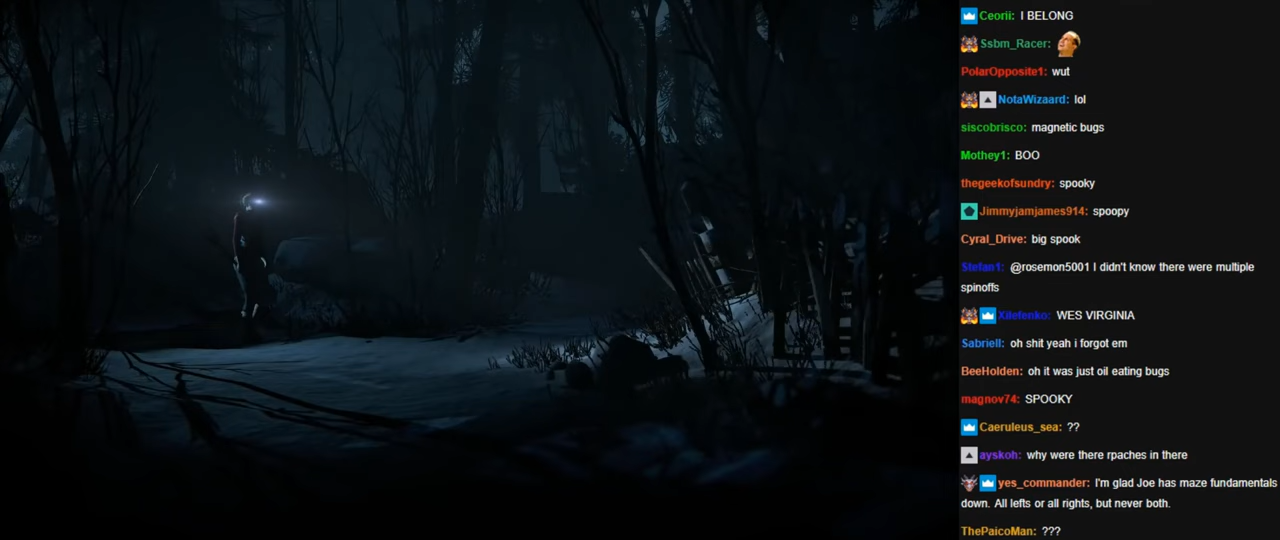 Ceorii: I BELONG
Ssbm_Racer:
PolarOpposite1: wut
NotaWizaard: lol
siscobrisco: magnetic bugs
Mothey1: BOO
thegeekofsundry: spooky
Jimmyjamjames914: spoopy
Cyral_Drive: big spook
Stefan1: @rosemon5001 I didn't know there were multiple
spinoffs
Xilefenko: WES VIRGINIA
Sabriell: oh shit yeah i forgot em
BeeHolden: oh it was just oil eating bugs
magnov74: SPOOKY
Caeruleus_sea: ??
ayskoh: why were there rpaches in there
yes_commander: I'm glad Joe has maze fundamentals
down. All lefts or all rights, but never both.
ThePaicoMan: ???